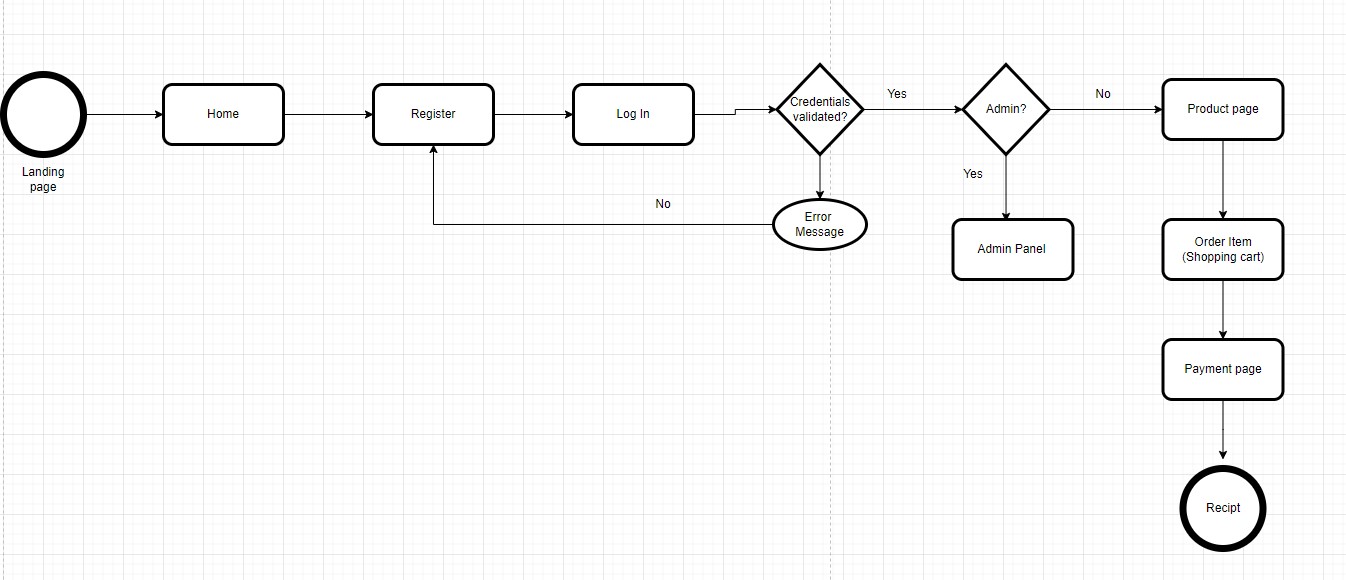 Landing
page
Home
Register
Log In
Credentials
validated?
Yes
Admin?
No
Product page
Yes
No
Error
Message
Admin Panel
Order Item
(Shopping cart)
Payment page
Recipt